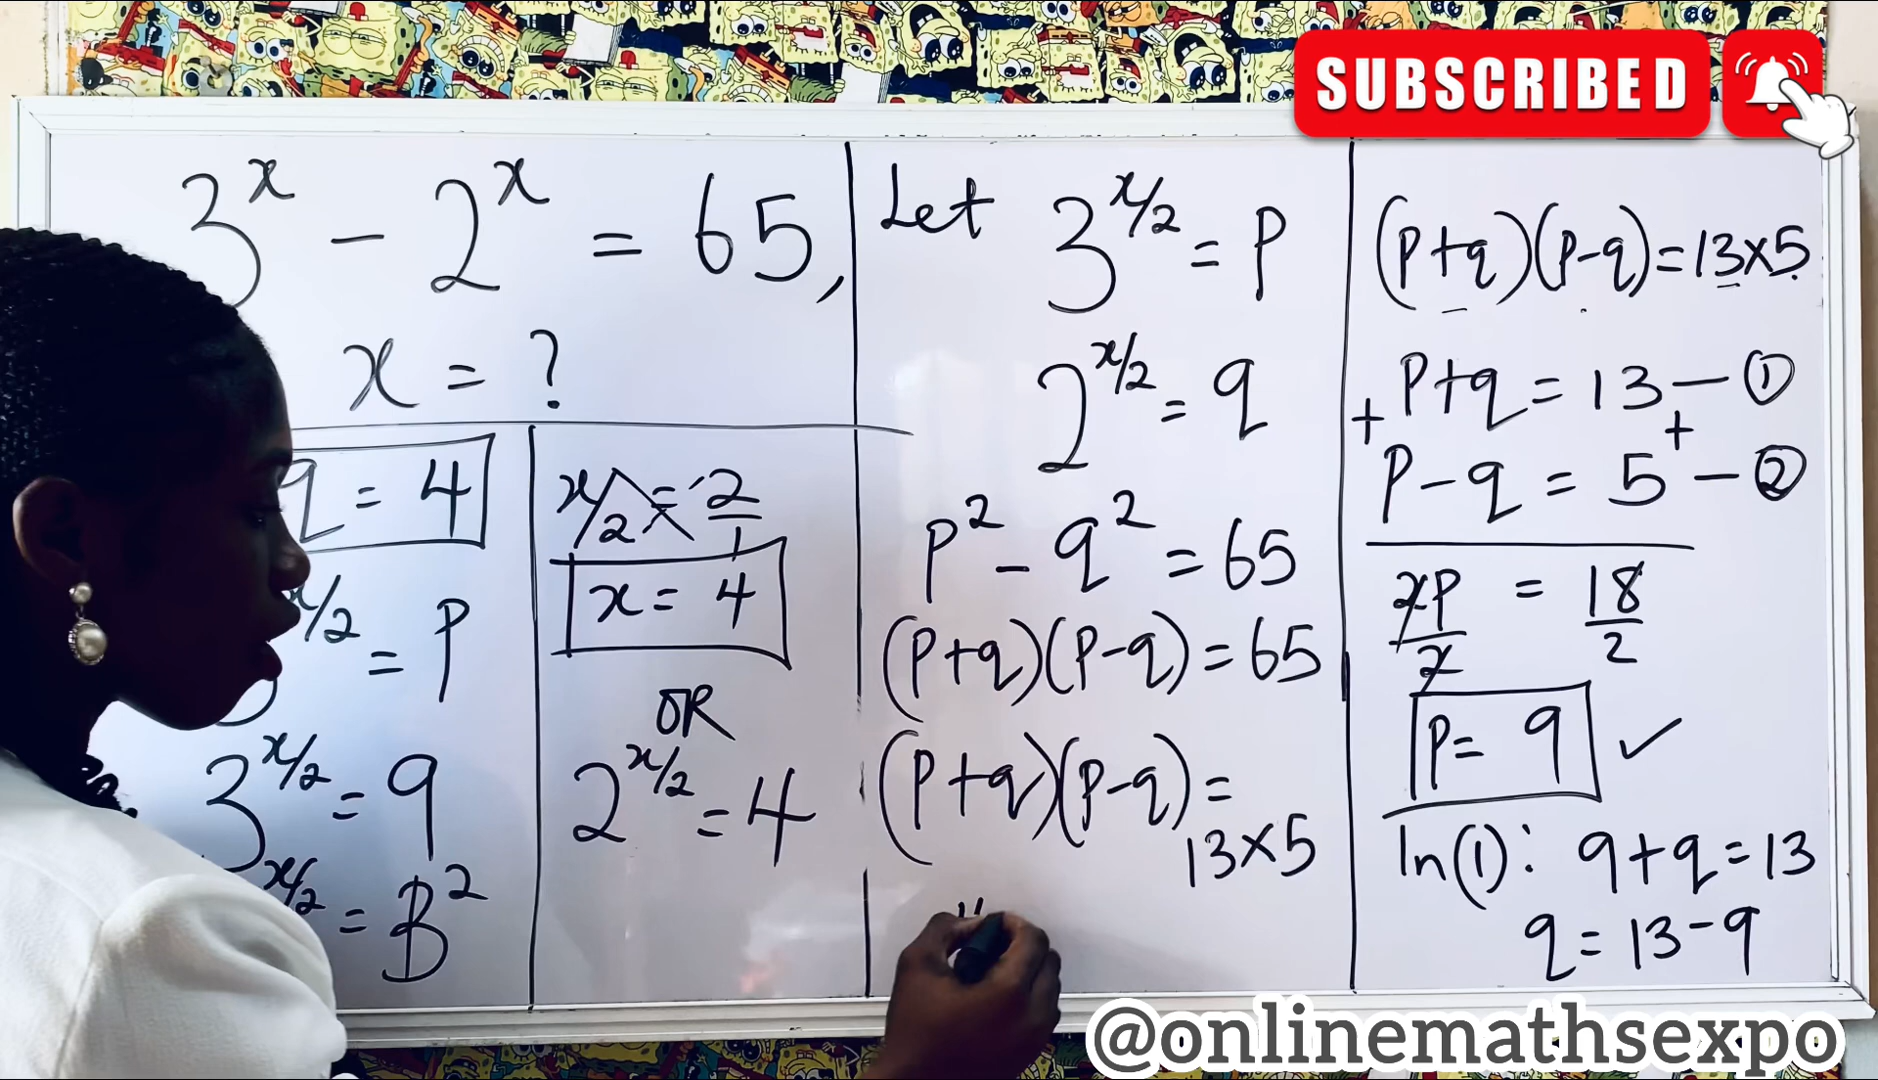 SUBSCRIBED
3^x - 2^x = 65,
x = ?
Let 3^{x/2} = P
2^{x/2} = q
P² - q² = 65
(P+q)(P-q) = 65
(P+q)(P-q) =
13×5
(P+q)(P-q) = 13×5
P+q = 13 — ①
+ +
P-q = 5 — ②
2P/2 = 18/2
P = 9 ✓
In (1): 9+q = 13
q = 13-9
q = 4
x/2 = P
3^{x/2} = 9
x/2 = 3²
x/2 = 2/1
x = 4
OR
2^{x/2} = 4
@onlinemathsexpo